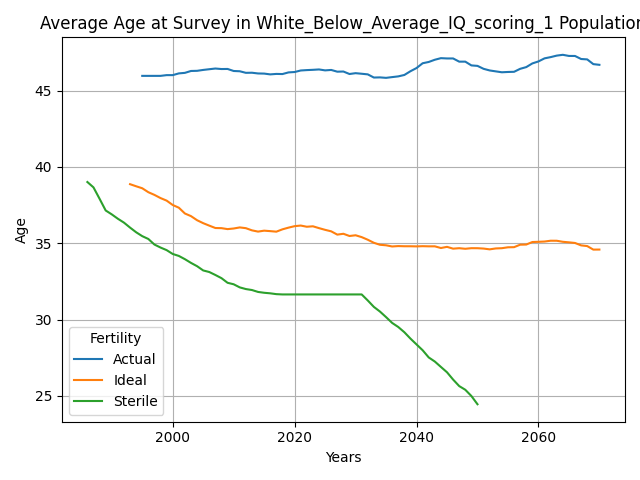 Average Age at Survey in White_Below_Average_IQ_scoring_1 Population
Age
45
40
35
30
25
Fertility
Actual
Ideal
Sterile
2000 2020 2040 2060
Years